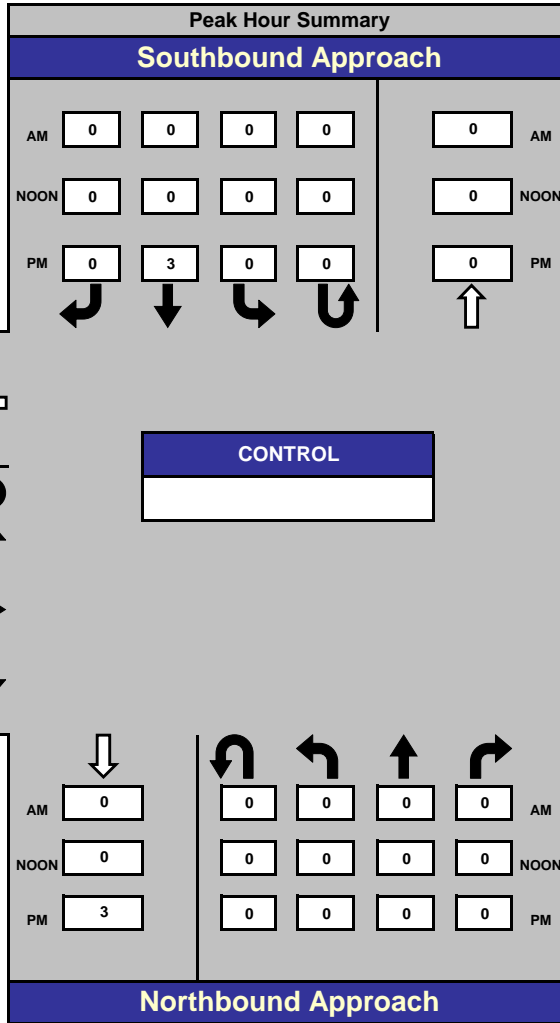 Peak Hour Summary
Southbound Approach
AM 0 0 0 0 0 AM
NOON 0 0 0 0 0 NOON
PM 0 3 0 0 0 PM
CONTROL
AM 0 0 0 0 0 AM
NOON 0 0 0 0 0 NOON
PM 3 0 0 0 0 PM
Northbound Approach